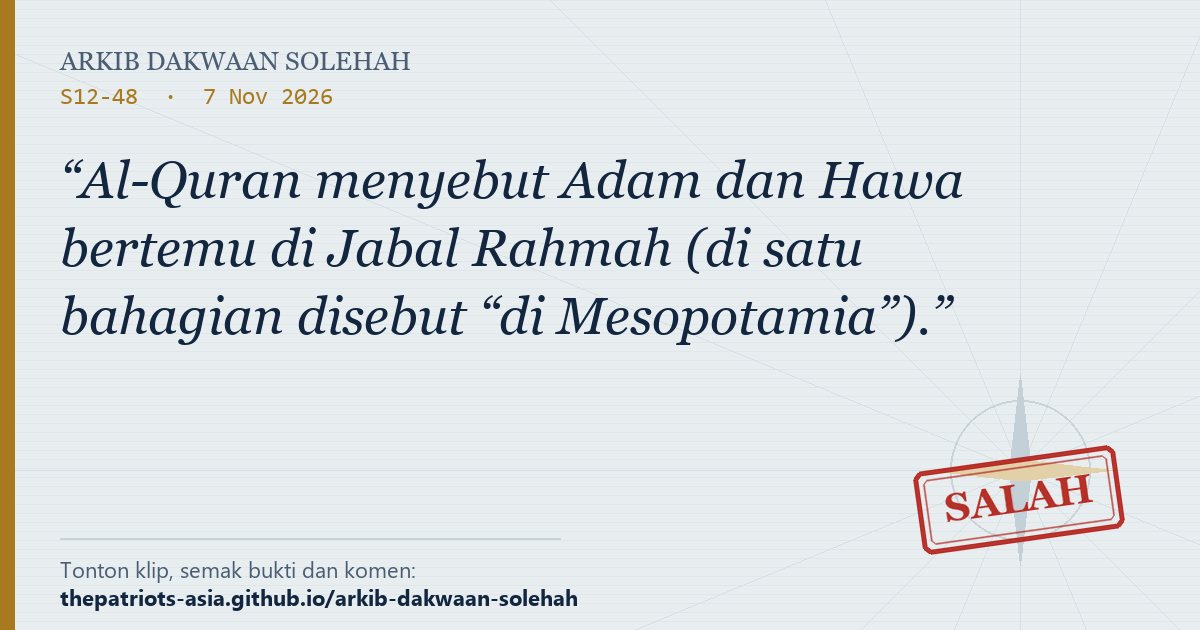 ARKIB DAKWAAN SOLEHAH
S12-48 · 7 Nov 2026
“Al-Quran menyebut Adam dan Hawa
bertemu di Jabal Rahmah (di satu
bahagian disebut “di Mesopotamia”).”
SALAH
Tonton klip, semak bukti dan komen:
thepatriots-asia.github.io/arkib-dakwaan-solehah